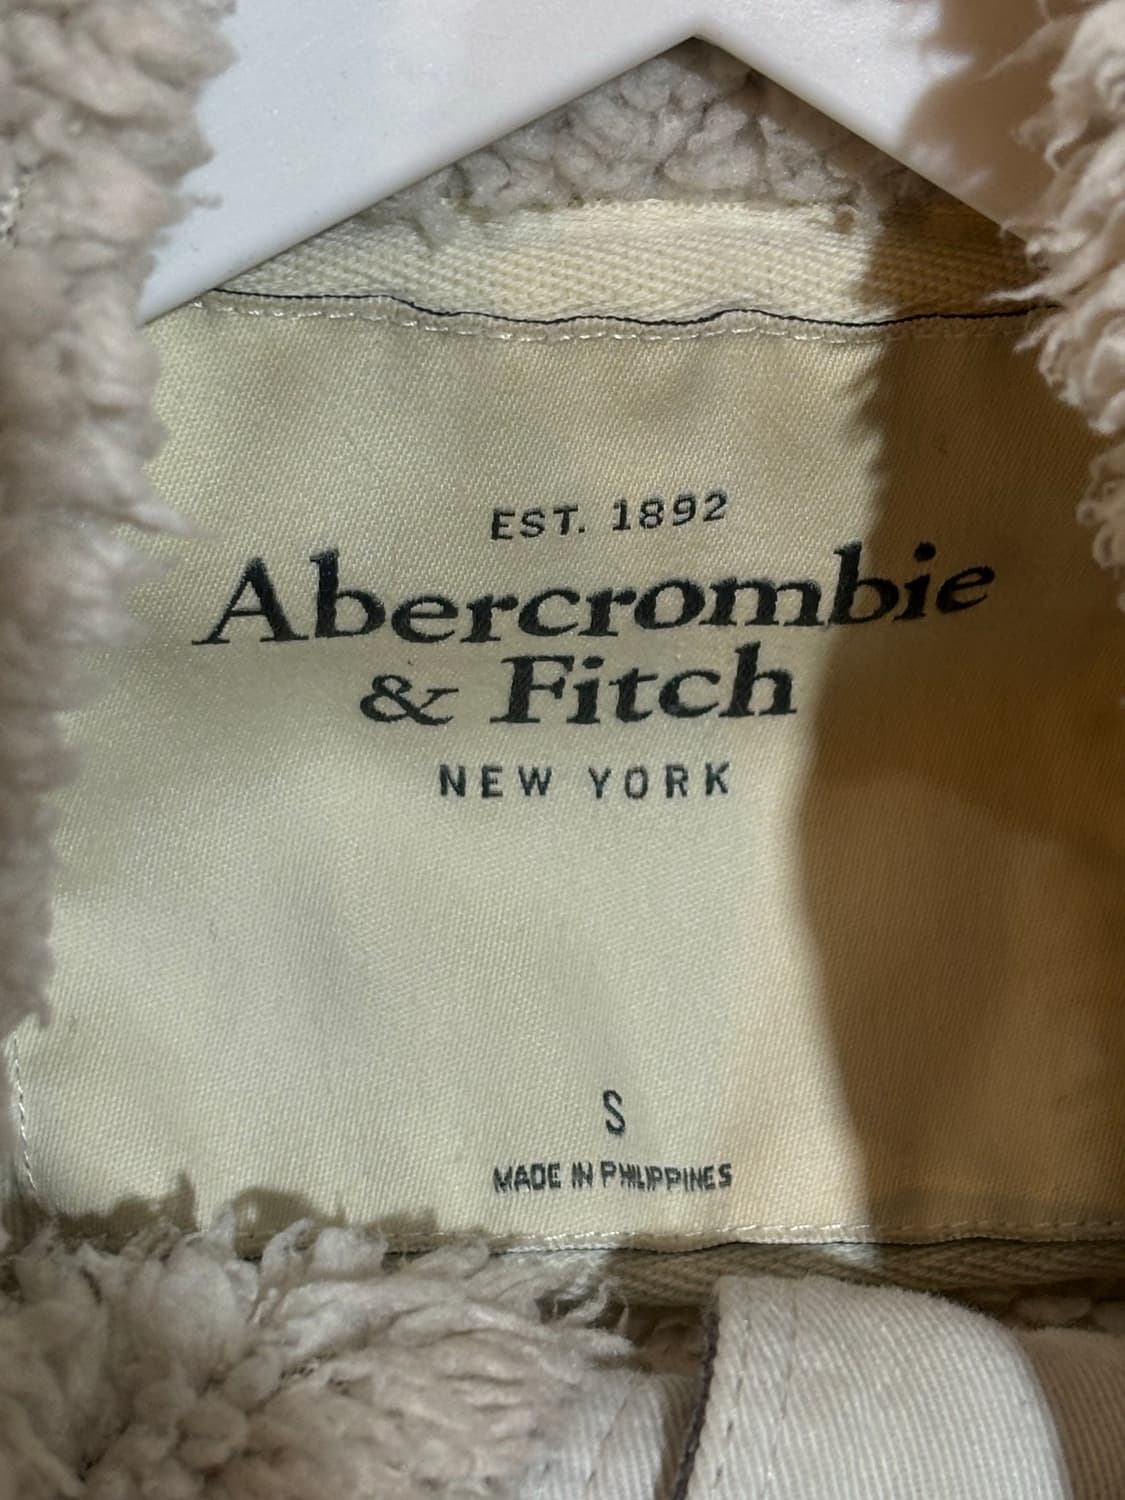 EST. 1892
Abercrombie
& Fitch
NEW YORK
S
MADE IN PHILIPPINES